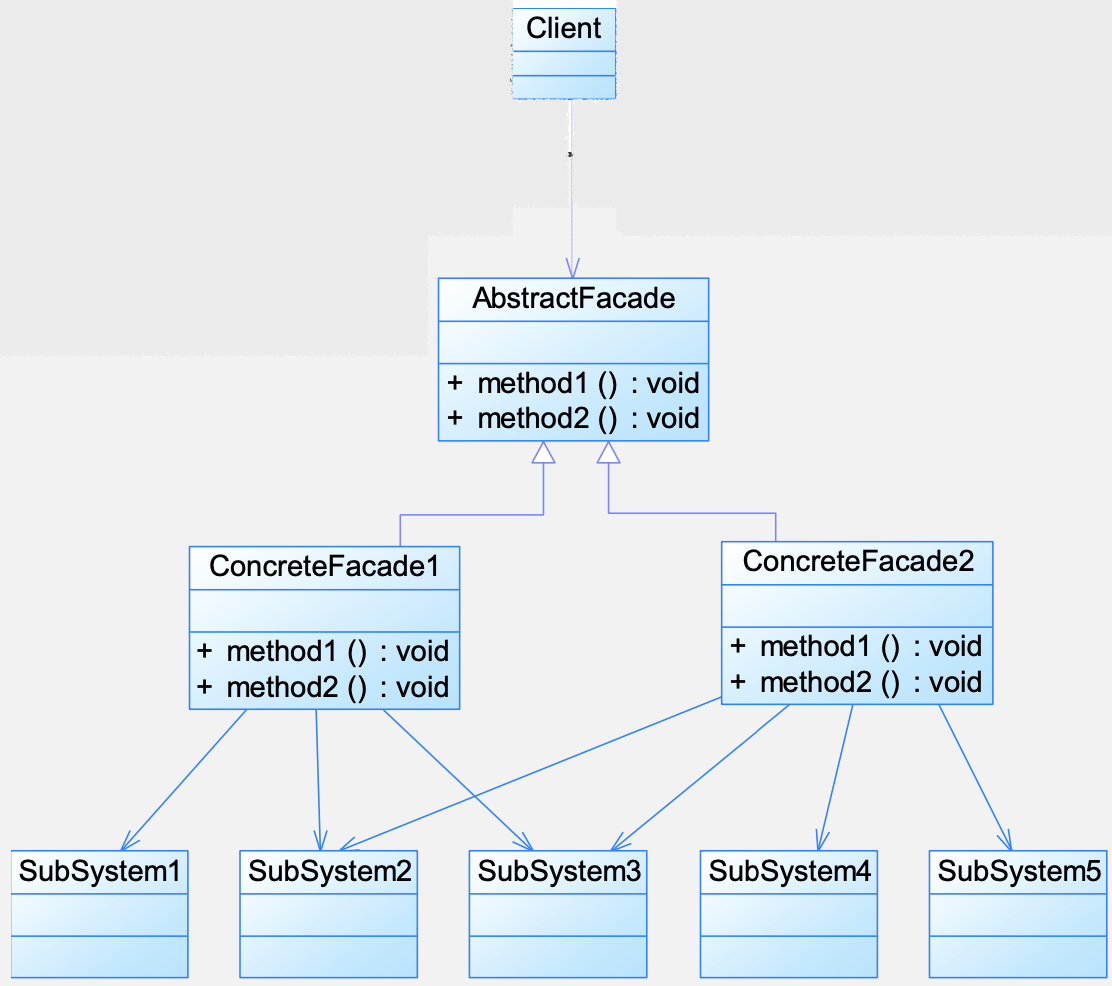 Client
AbstractFacade
+ method1 () : void
+ method2 () : void
ConcreteFacade1
+ method1 () : void
+ method2 () : void
ConcreteFacade2
+ method1 () : void
+ method2 () : void
SubSystem1
SubSystem2
SubSystem3
SubSystem4
SubSystem5